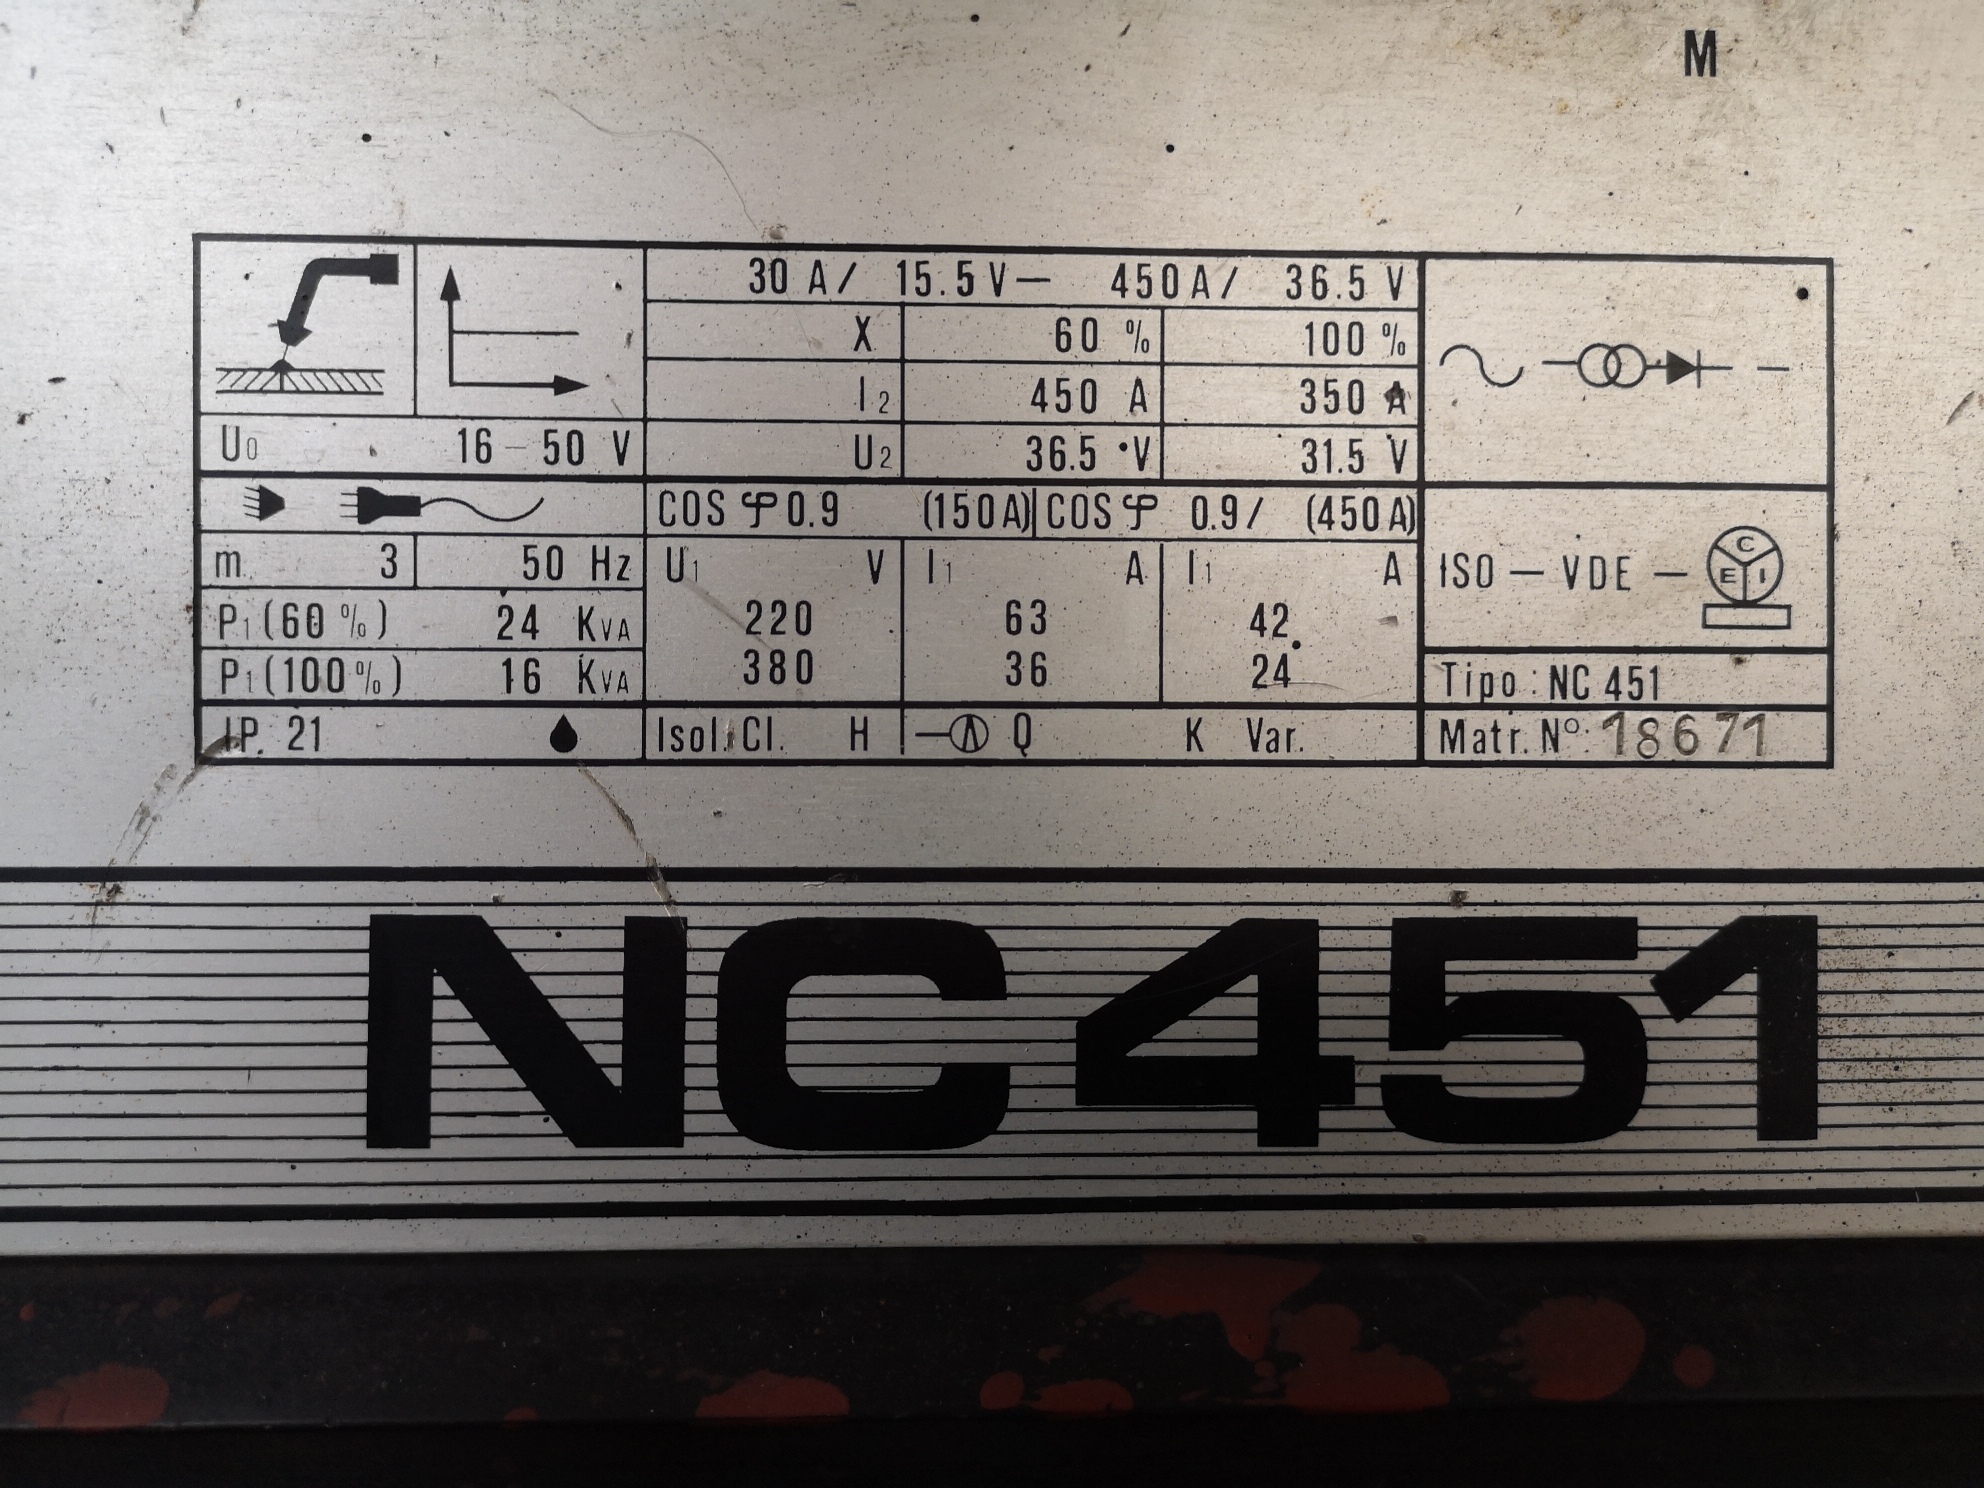 M
30 A / 15.5 V — 450 A / 36.5 V
X 60 % 100 %
I2 450 A 350 A
U0 16 – 50 V
U2 36.5 V 31.5 V
COS φ 0.9 (150 A) COS φ 0.9 / (450 A)
m 3 50 Hz
U1 V I1 A I1 A
ISO — VDE — CEI
P1 (60 %) 24 KVA
220 63 42
P1 (100 %) 16 KVA
380 36 24
Tipo : NC 451
IP. 21
Isol. Cl. H Q K Var.
Matr. N°: 18671
NC 451